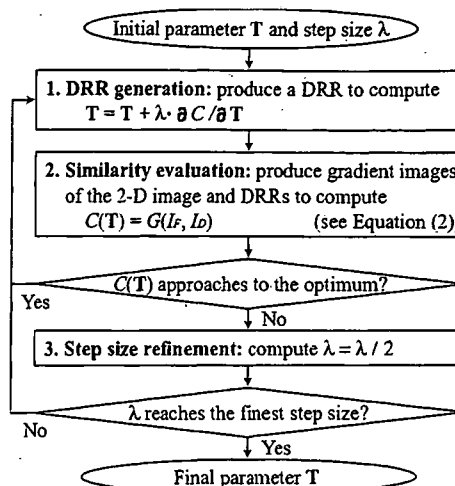 Initial parameter T and step size λ
1. DRR generation: produce a DRR to compute
T = T + λ· ∂C/∂T
2. Similarity evaluation: produce gradient images
of the 2-D image and DRRs to compute
C(T) = G(IF, ID) (see Equation (2))
C(T) approaches to the optimum?
Yes
No
3. Step size refinement: compute λ = λ / 2
λ reaches the finest step size?
No
Yes
Final parameter T